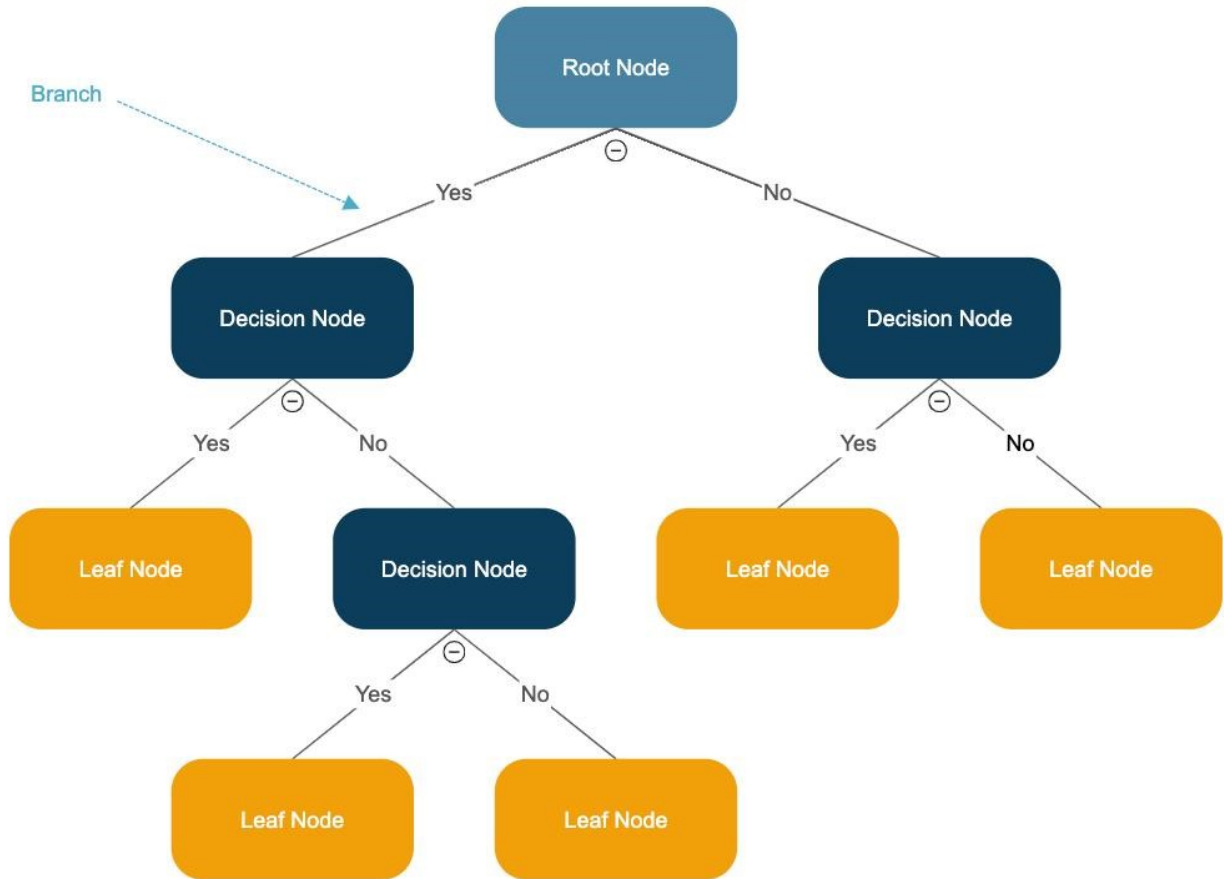 Root Node
Branch
Yes
No
Decision Node
Decision Node
Yes
No
Yes
No
Leaf Node
Decision Node
Leaf Node
Leaf Node
Yes
No
Leaf Node
Leaf Node